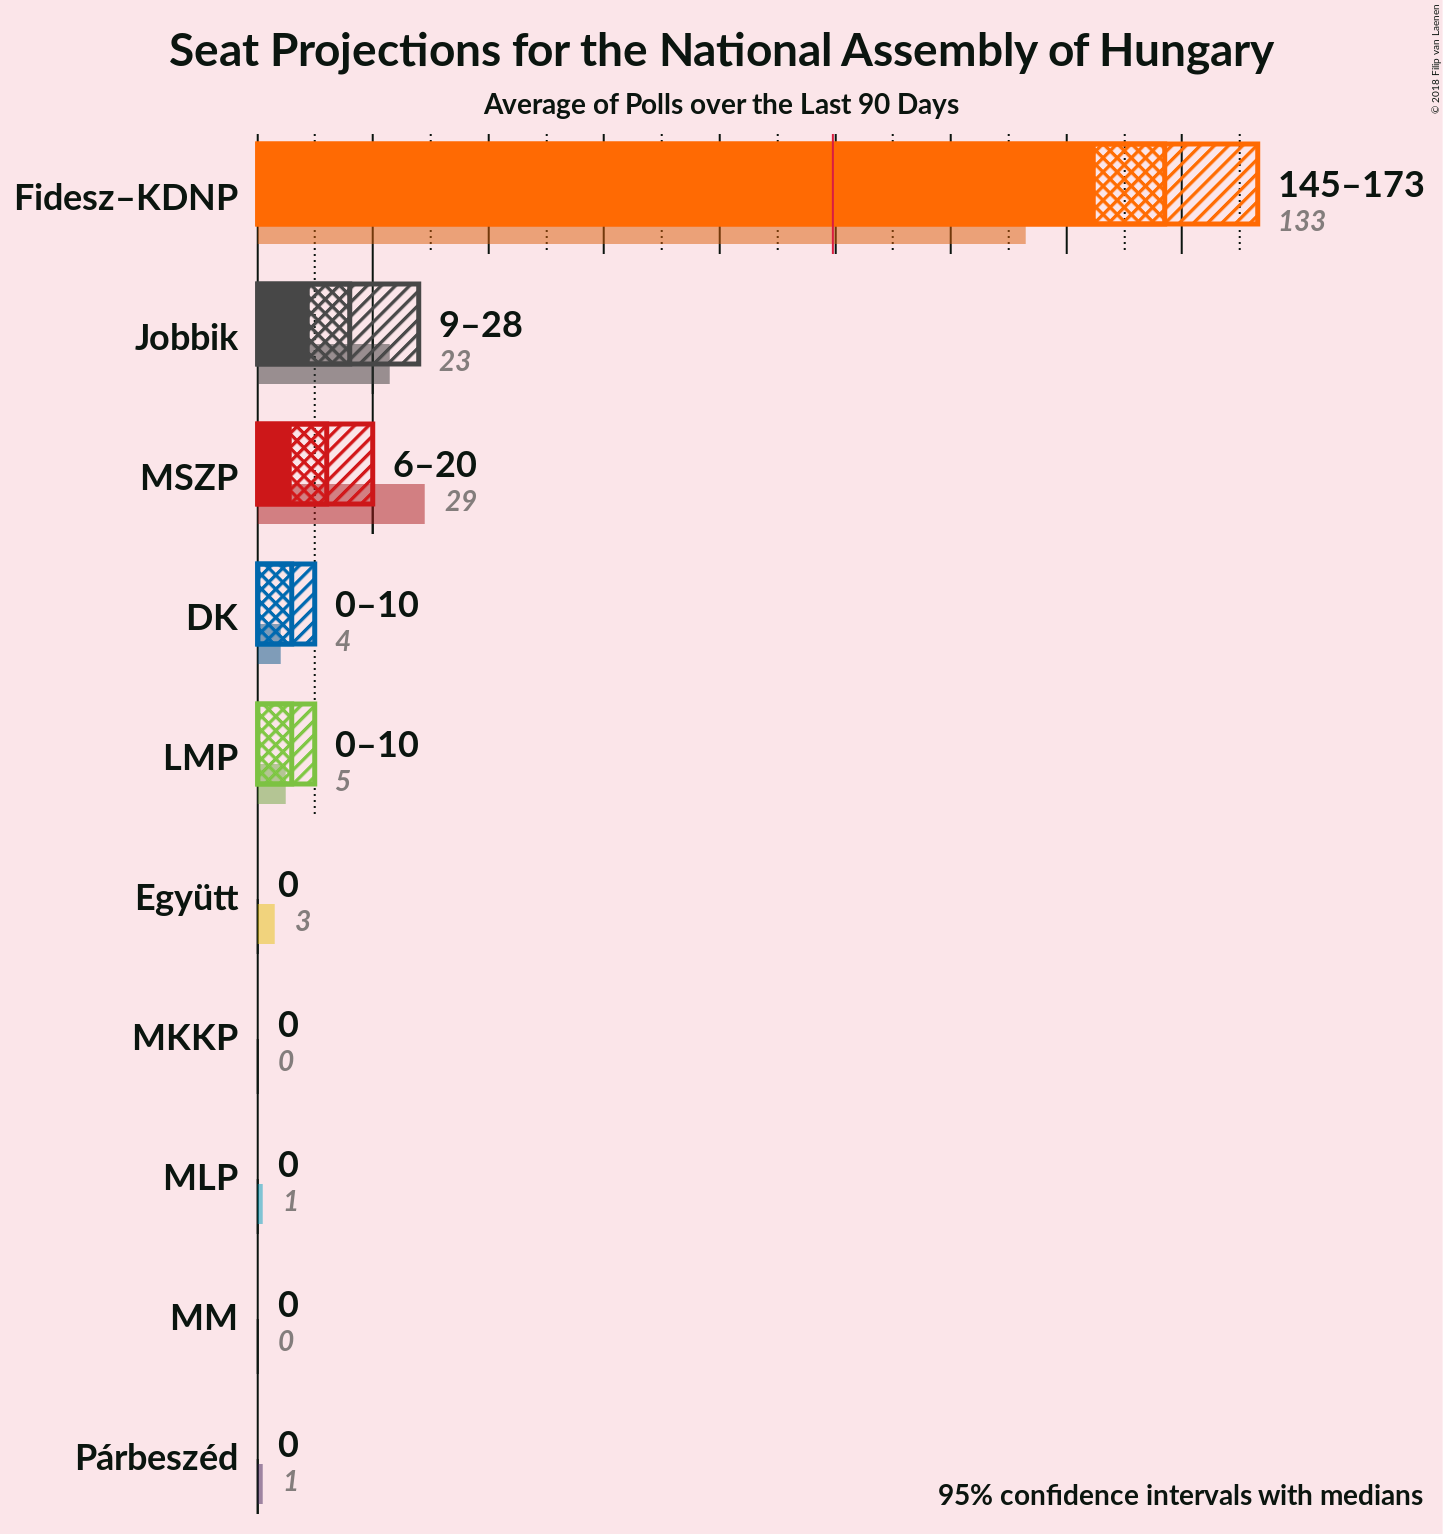 Seat Projections for the National Assembly of Hungary
Average of Polls over the Last 90 Days
© 2018 Filip van Laenen
Fidesz–KDNP
145–173
133
Jobbik
9–28
23
MSZP
6–20
29
DK
0–10
4
LMP
0–10
5
Együtt
0
3
MKKP
0
0
MLP
0
1
MM
0
0
Párbeszéd
0
1
95% confidence intervals with medians